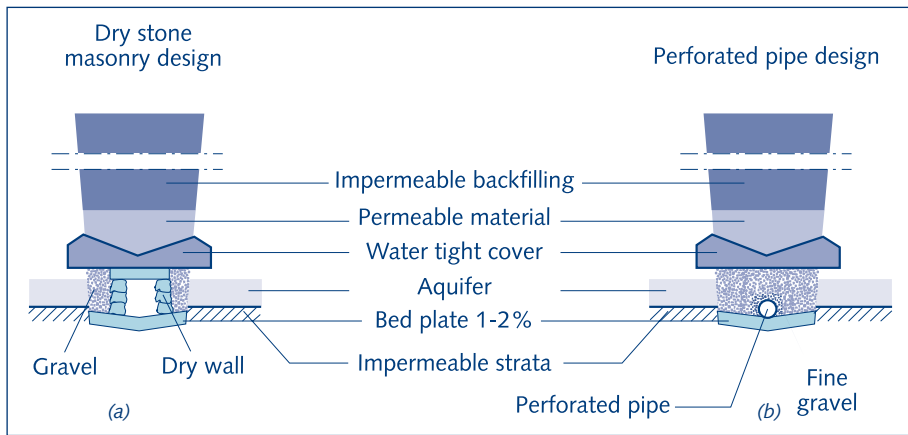 Dry stone
masonry design
Perforated pipe design
Impermeable backfilling
Permeable material
Water tight cover
Aquifer
Bed plate 1-2%
Impermeable strata
Gravel
Dry wall
Perforated pipe
Fine
gravel
(a)
(b)